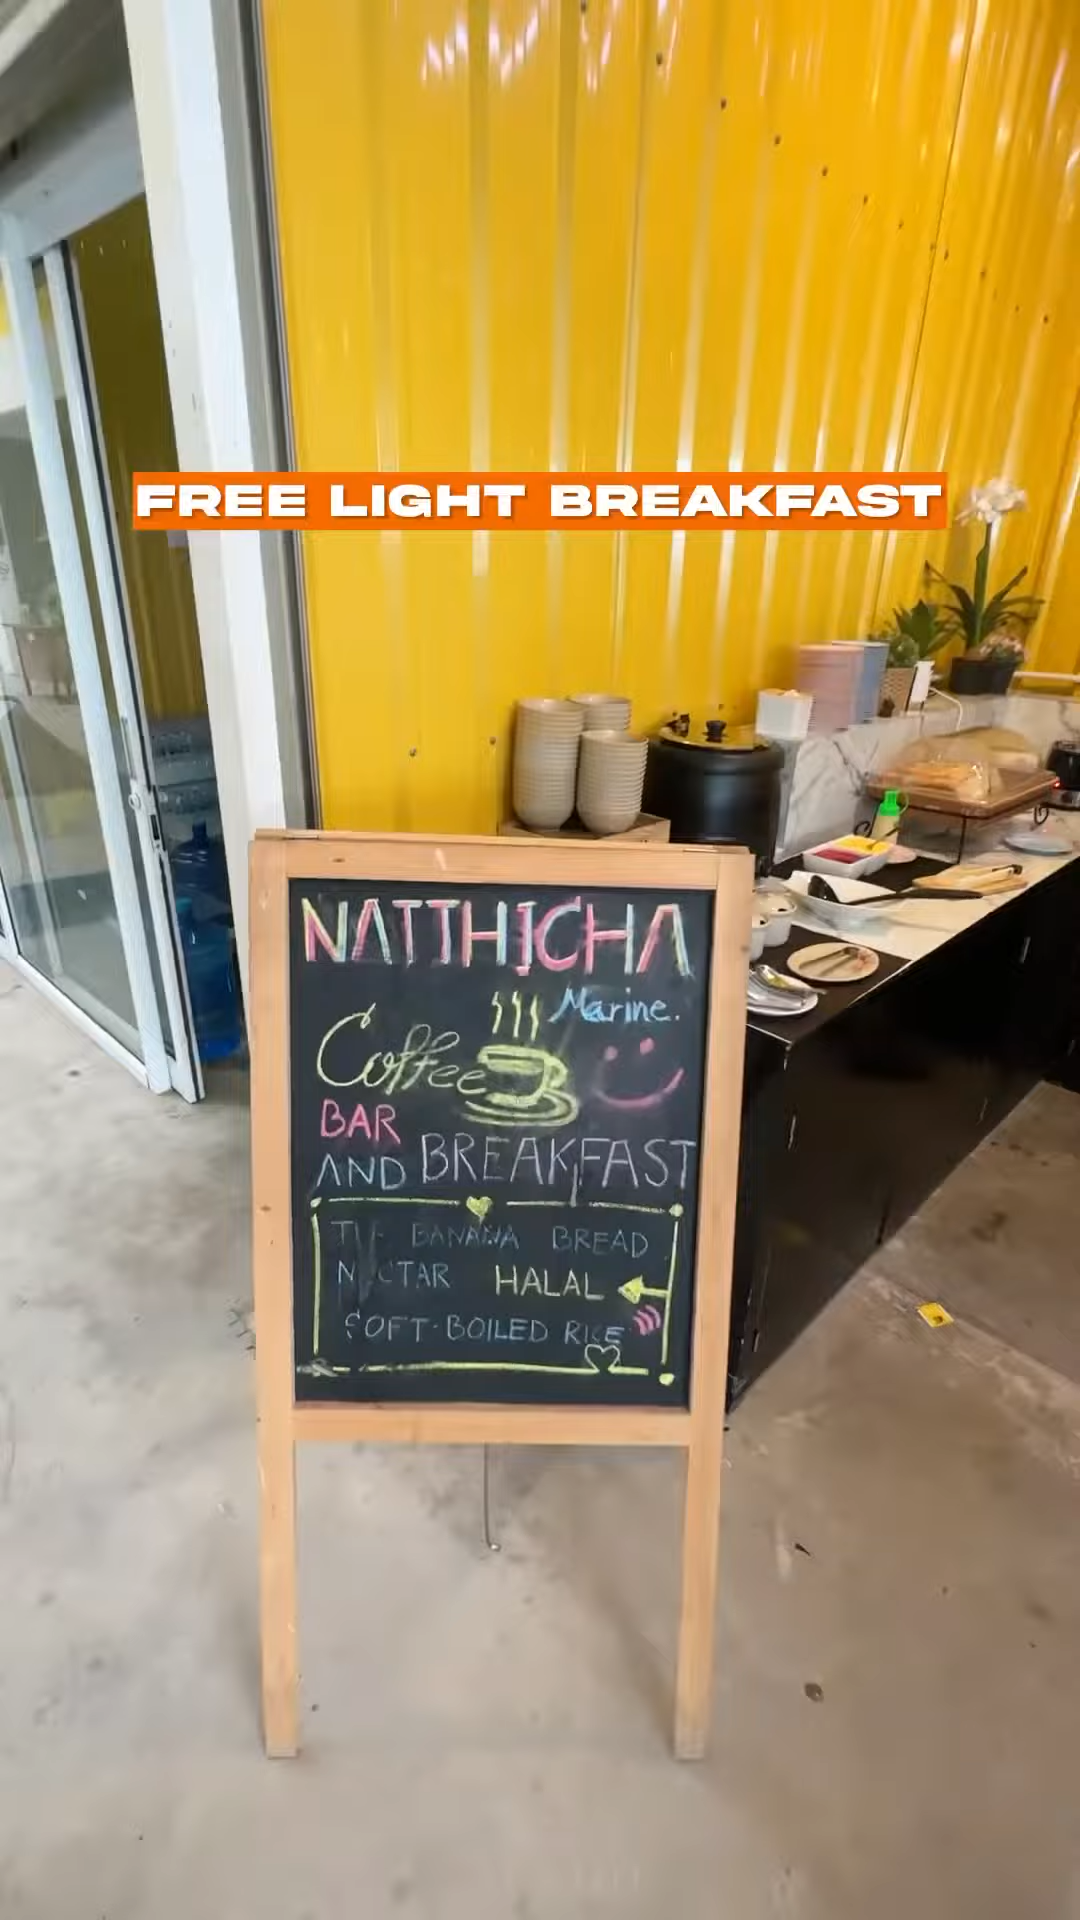 FREE LIGHT BREAKFAST
NATTHICHA
Marine.
Coffee
BAR
AND BREAKFAST
BANANA BREAD
HALAL
SOFT-BOILED RICE